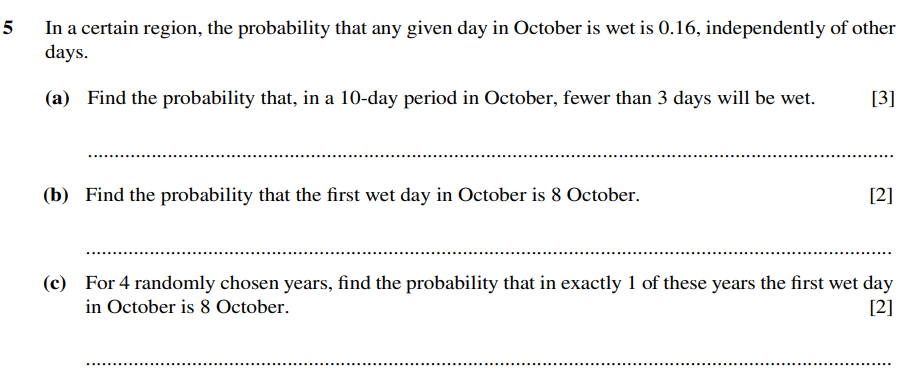 5 In a certain region, the probability that any given day in October is wet is 0.16, independently of other
days.
(a) Find the probability that, in a 10-day period in October, fewer than 3 days will be wet. [3]
(b) Find the probability that the first wet day in October is 8 October. [2]
(c) For 4 randomly chosen years, find the probability that in exactly 1 of these years the first wet day
in October is 8 October. [2]